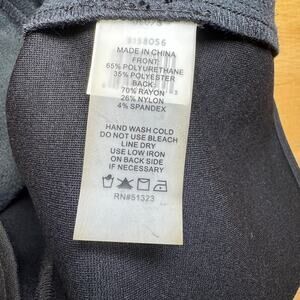 MADE IN CHINA
FRONT:
65% POLYURETHANE
35% POLYESTER
BACK:
70% RAYON
26% NYLON
4% SPANDEX
HAND WASH COLD
DO NOT USE BLEACH
LINE DRY
USE LOW IRON
ON BACK SIDE
IF NECESSARY
RN#51323